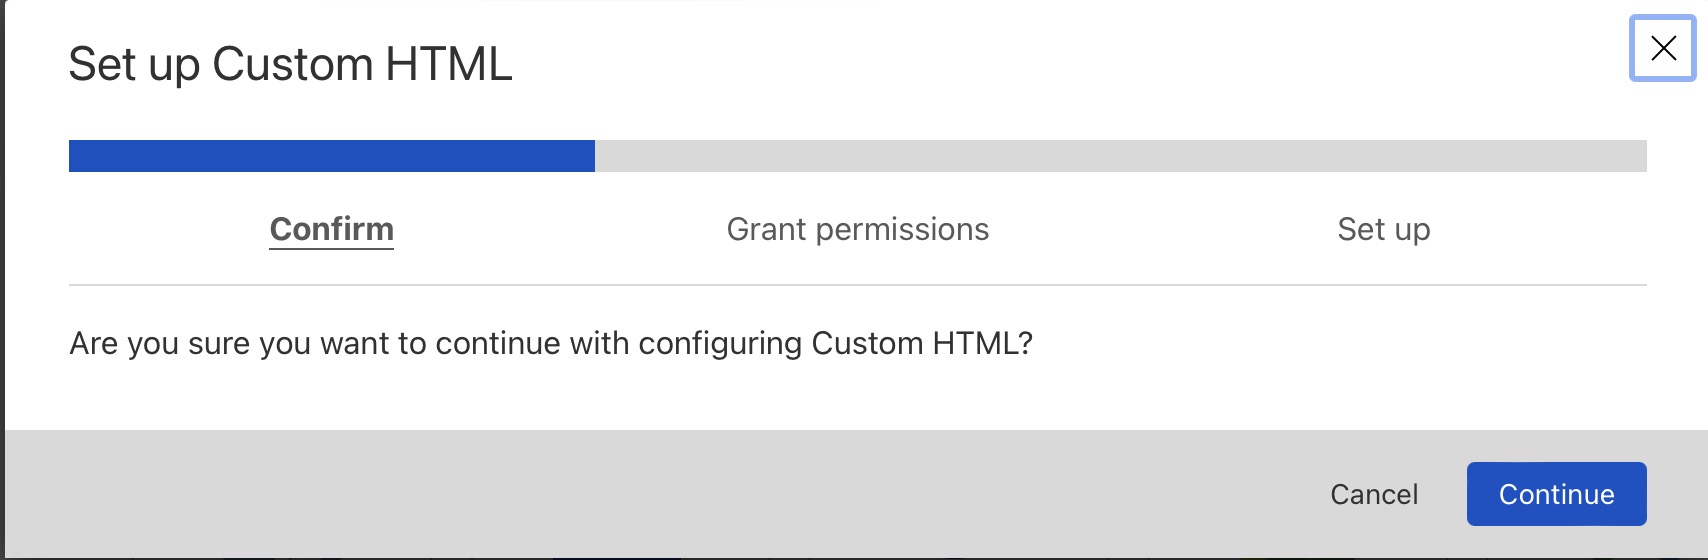 Set up Custom HTML
Confirm
Grant permissions
Set up
Are you sure you want to continue with configuring Custom HTML?
Cancel
Continue